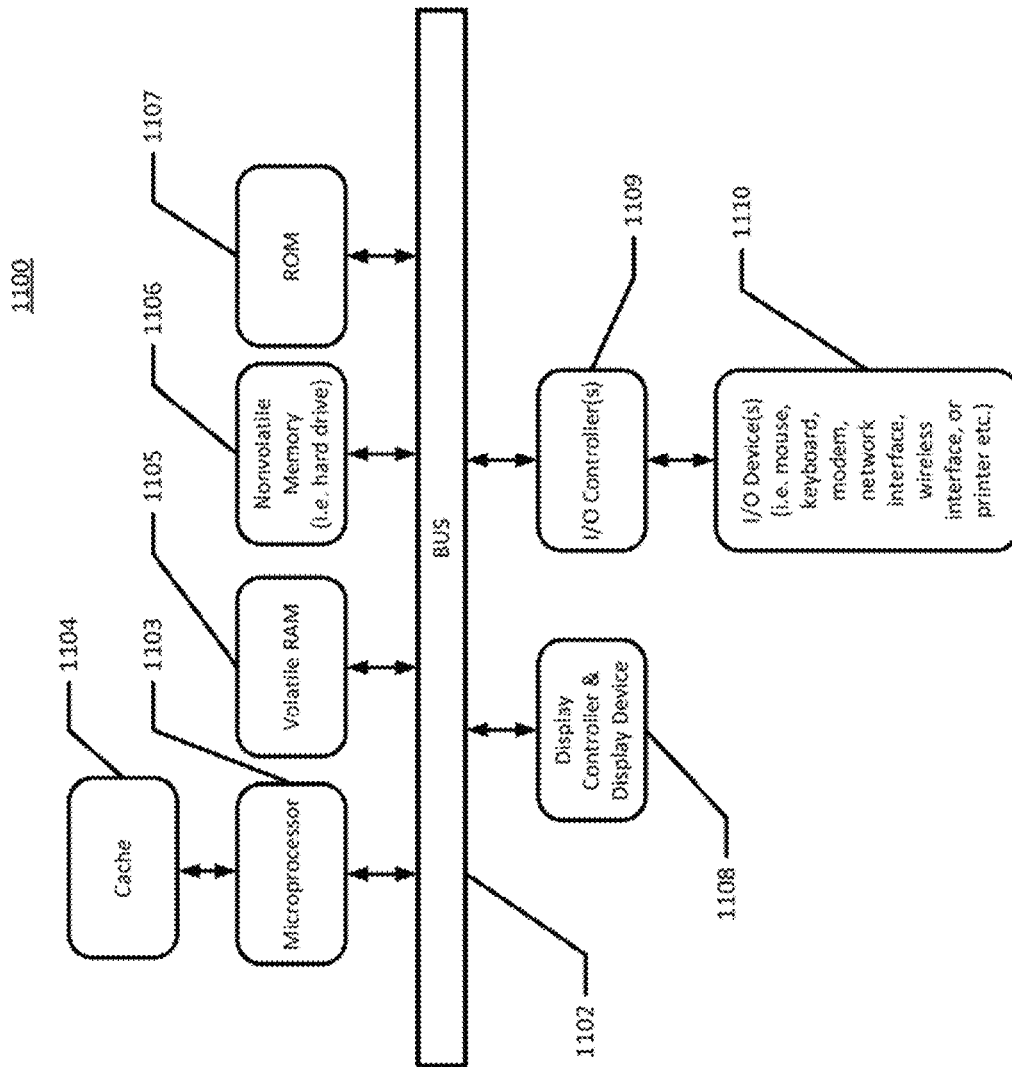 1100
1104
Cache
1103
1105
1106
1107
Microprocessor
Volatile RAM
Nonvolatile
Memory
(i.e. hard drive)
ROM
BUS
1102
Display
Controller &
Display Device
1108
I/O Controller(s)
1109
I/O Device(s)
(i.e. mouse,
keyboard,
modem,
network
interface,
wireless
interface, or
printer etc.)
1110